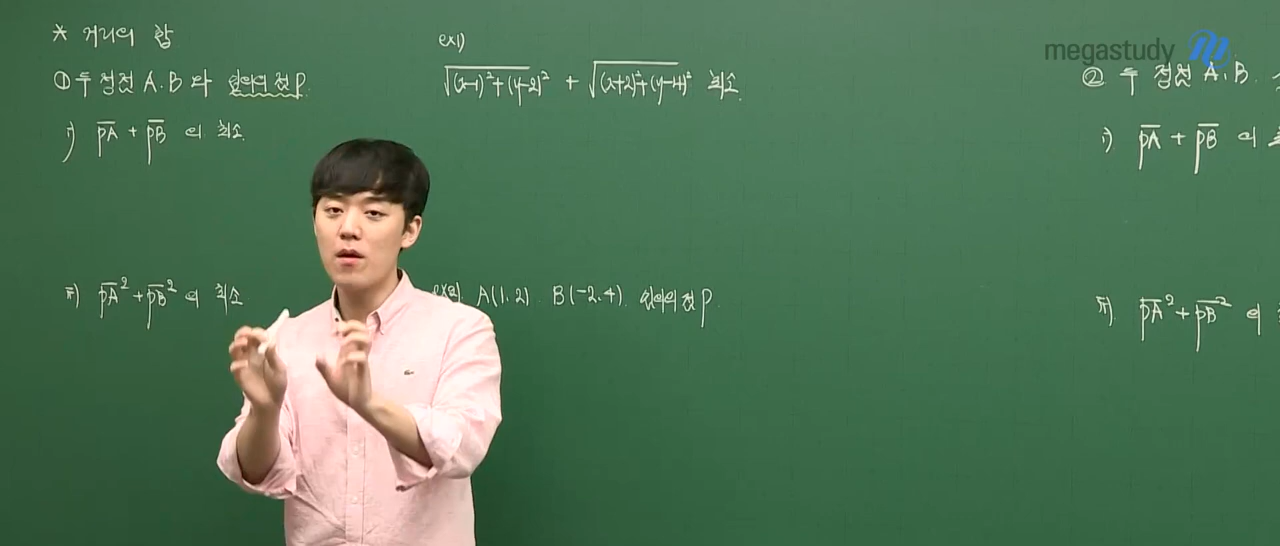 * 거리의 합
① 두 정점 A, B 와 임의의 점 P.
i) PA + PB 의 최소
ii) PA² + PB² 의 최소
ex1)
√(x-1)²+(y-2)² + √(x+2)²+(y-4)² 최소.
ex2). A(1, 2) B(-2, 4). 임의의 점 P.
megastudy
② 두 정점 A, B.
i) PA + PB 의
ii) PA² + PB² 의